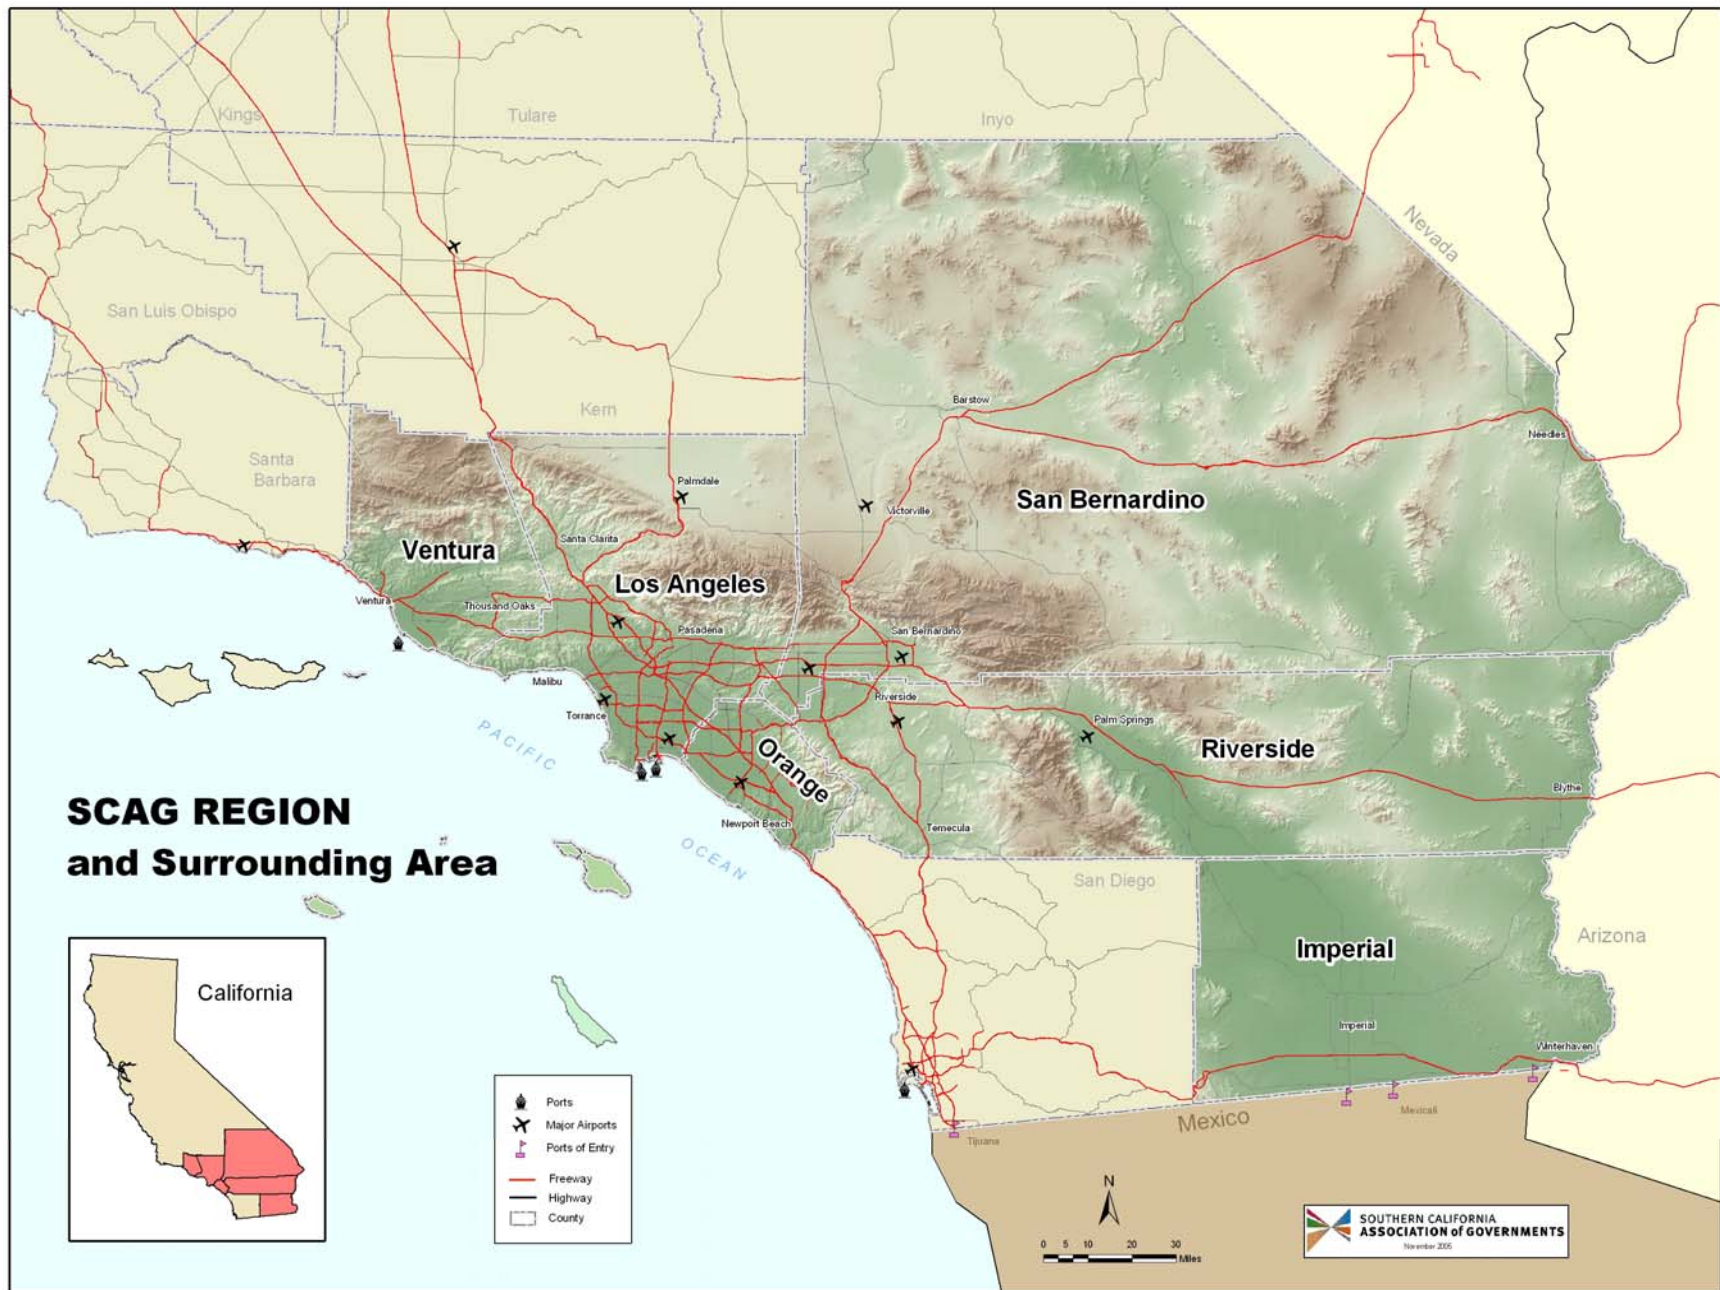 Kings
Tulare
Inyo
Nevada
San Luis Obispo
Kern
Barstow
Needles
Santa
Barbara
Palmdale
San Bernardino
Victorville
Ventura
Santa Clarita
Los Angeles
Ventura
Thousand Oaks
Pasadena
San Bernardino
Malibu
Riverside
Torrance
Palm Springs
PACIFIC
Orange
Riverside
Blythe
SCAG REGION
and Surrounding Area
Newport Beach
Temecula
OCEAN
San Diego
Arizona
Imperial
California
Imperial
Winterhaven
Ports
Major Airports
Ports of Entry
Freeway
Highway
County
Mexicali
Mexico
Tijuana
N
0 5 10 20 30
Miles
SOUTHERN CALIFORNIA
ASSOCIATION of GOVERNMENTS
November 2005